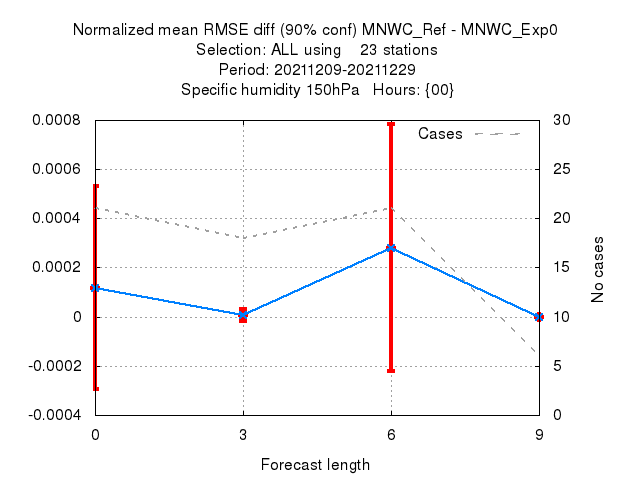 Normalized mean RMSE diff (90% conf) MNWC_Ref - MNWC_Exp0
Selection: ALL using    23 stations
Period: 20211209-20211229
Specific humidity 150hPa   Hours: {00}
Cases
0.0008
0.0006
0.0004
0.0002
0
-0.0002
-0.0004
30
25
20
15
10
5
0
No cases
0 3 6 9
Forecast length